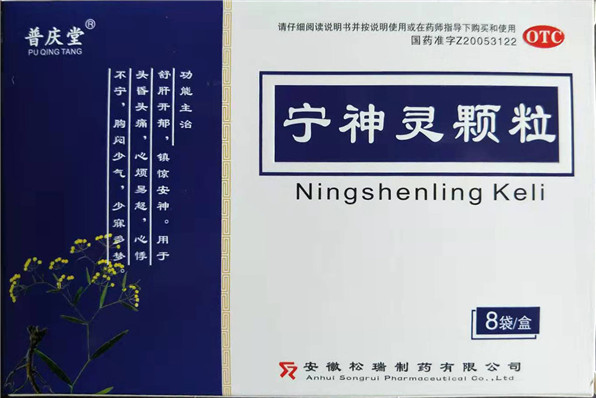 普庆堂®
PU QING TANG
功能主治
舒肝开郁，镇惊安神。用于
头昏头痛，心烦易怒，心悸
不宁，胸闷少气，少寐多梦。
请仔细阅读说明书并按说明使用或在药师指导下购买和使用
国药准字Z20053122
OTC
宁神灵颗粒
Ningshenling Keli
8袋/盒
安徽松瑞制药有限公司
Anhui Songrui Pharmaceutical Co.,Ltd